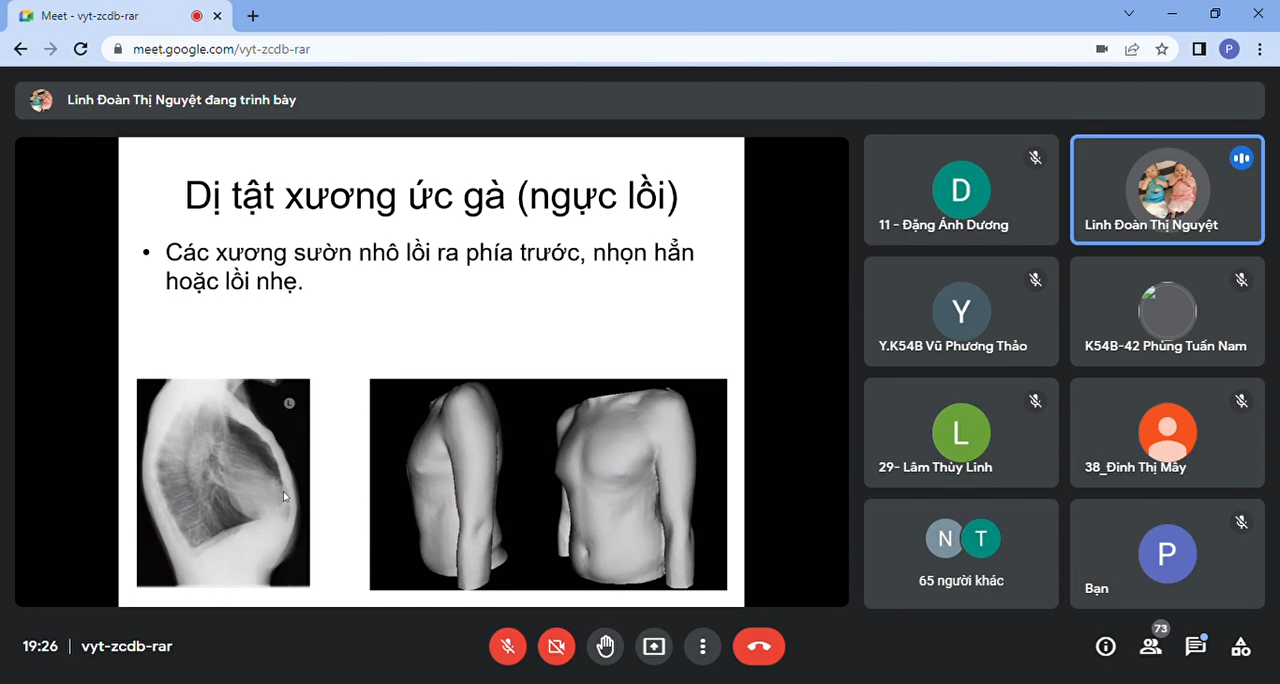 Meet - vyt-zcdb-rar
meet.google.com/vyt-zcdb-rar
P
Linh Đoàn Thị Nguyệt đang trình bày
Dị tật xương ức gà (ngực lồi)
• Các xương sườn nhô lồi ra phía trước, nhọn hẳn
hoặc lồi nhẹ.
L
D
11 - Đặng Ánh Dương
Linh Đoàn Thị Nguyệt
Y
Y.K54B Vũ Phương Thảo
K54B-42 Phùng Tuấn Nam
L
29- Lâm Thùy Linh
38_Đinh Thị Mây
N T
65 người khác
P
Bạn
19:26 | vyt-zcdb-rar
73